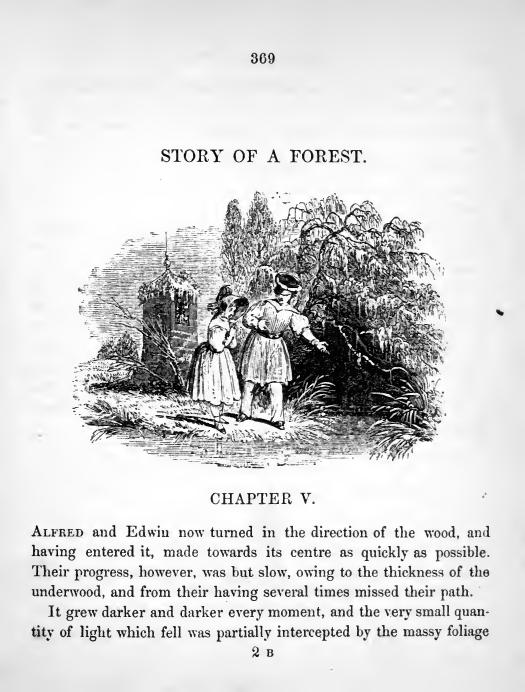 369
STORY OF A FOREST.
CHAPTER V.
ALFRED and Edwin now turned in the direction of the wood, and
having entered it, made towards its centre as quickly as possible.
Their progress, however, was but slow, owing to the thickness of the
underwood, and from their having several times missed their path.
It grew darker and darker every moment, and the very small quan-
tity of light which fell was partially intercepted by the massy foliage
2 B